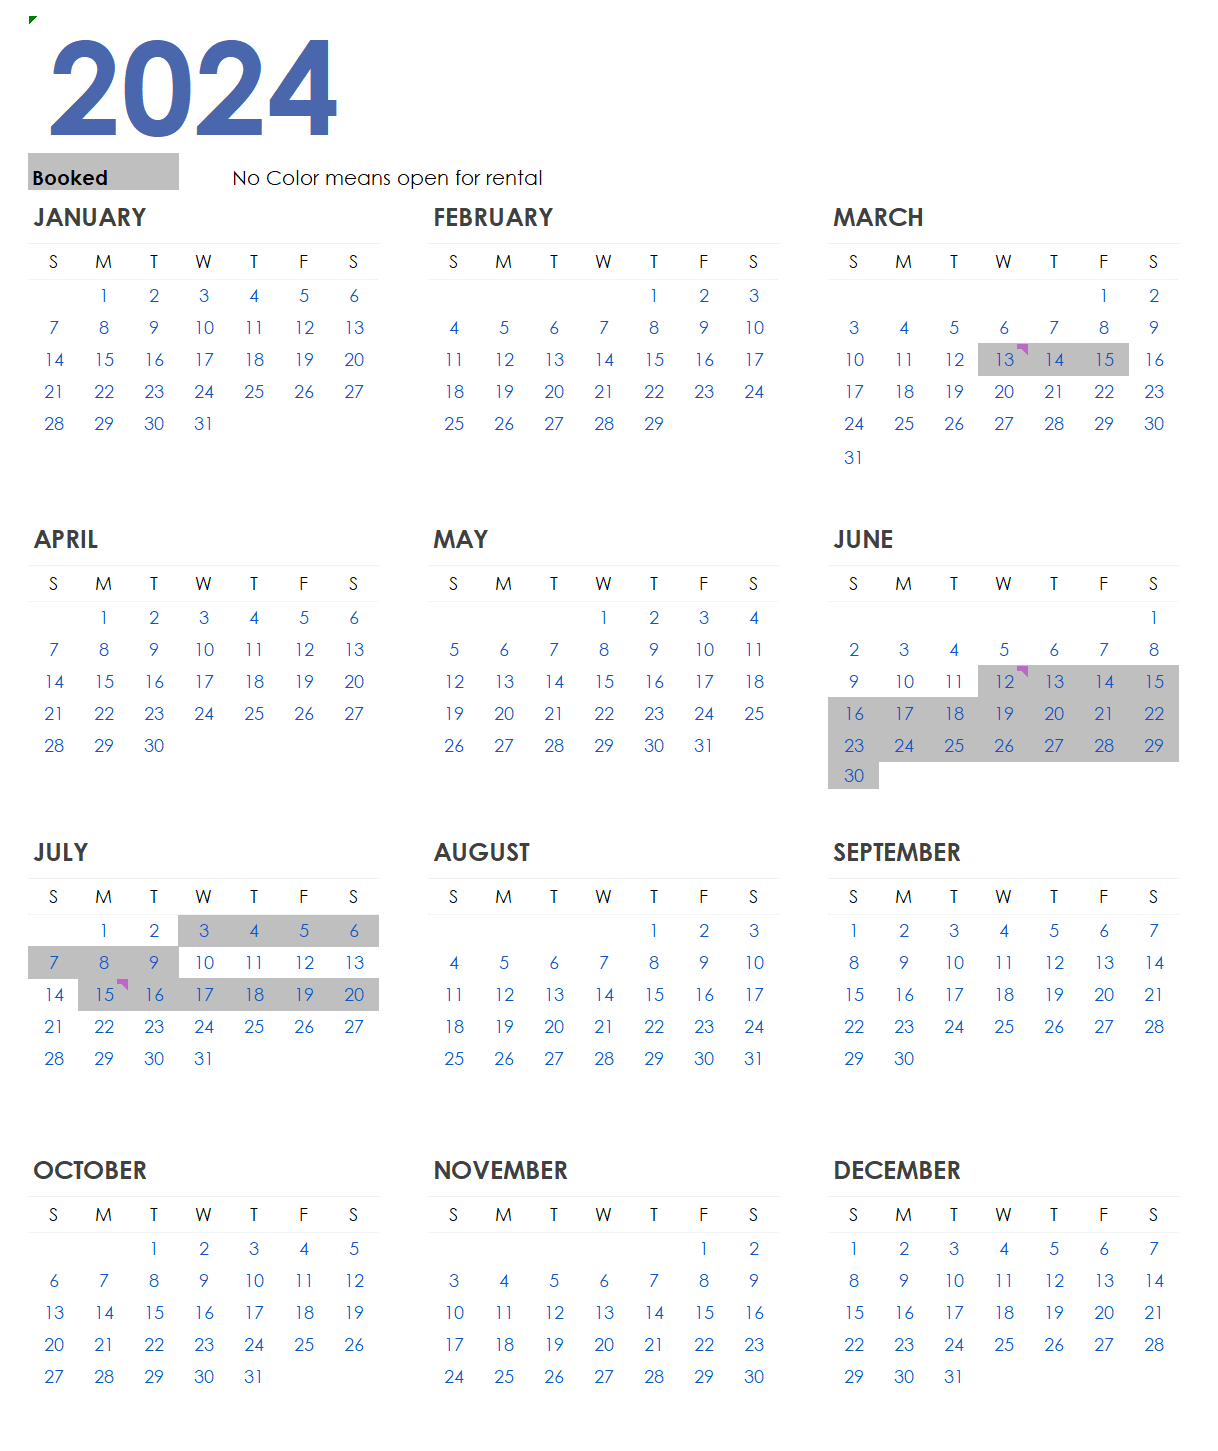 2024
Booked No Color means open for rental
JANUARY FEBRUARY MARCH
S M T W T F S S M T W T F S S M T W T F S
1 2 3 4 5 6 1 2 3 1 2
7 8 9 10 11 12 13 4 5 6 7 8 9 10 3 4 5 6 7 8 9
14 15 16 17 18 19 20 11 12 13 14 15 16 17 10 11 12 13 14 15 16
21 22 23 24 25 26 27 18 19 20 21 22 23 24 17 18 19 20 21 22 23
28 29 30 31 25 26 27 28 29 24 25 26 27 28 29 30
31
APRIL MAY JUNE
S M T W T F S S M T W T F S S M T W T F S
1 2 3 4 5 6 1 2 3 4 1
7 8 9 10 11 12 13 5 6 7 8 9 10 11 2 3 4 5 6 7 8
14 15 16 17 18 19 20 12 13 14 15 16 17 18 9 10 11 12 13 14 15
21 22 23 24 25 26 27 19 20 21 22 23 24 25 16 17 18 19 20 21 22
28 29 30 26 27 28 29 30 31 23 24 25 26 27 28 29
30
JULY AUGUST SEPTEMBER
S M T W T F S S M T W T F S S M T W T F S
1 2 3 4 5 6 1 2 3 1 2 3 4 5 6 7
7 8 9 10 11 12 13 4 5 6 7 8 9 10 8 9 10 11 12 13 14
14 15 16 17 18 19 20 11 12 13 14 15 16 17 15 16 17 18 19 20 21
21 22 23 24 25 26 27 18 19 20 21 22 23 24 22 23 24 25 26 27 28
28 29 30 31 25 26 27 28 29 30 31 29 30
OCTOBER NOVEMBER DECEMBER
S M T W T F S S M T W T F S S M T W T F S
1 2 3 4 5 1 2 1 2 3 4 5 6 7
6 7 8 9 10 11 12 3 4 5 6 7 8 9 8 9 10 11 12 13 14
13 14 15 16 17 18 19 10 11 12 13 14 15 16 15 16 17 18 19 20 21
20 21 22 23 24 25 26 17 18 19 20 21 22 23 22 23 24 25 26 27 28
27 28 29 30 31 24 25 26 27 28 29 30 29 30 31